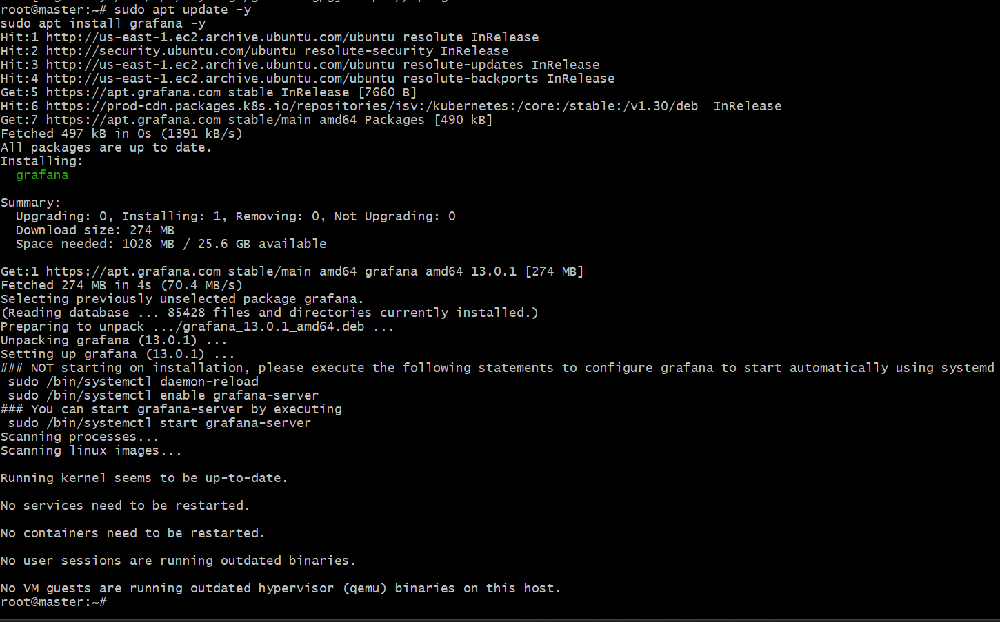 root@master:~# sudo apt update -y
sudo apt install grafana -y
Hit:1 http://us-east-1.ec2.archive.ubuntu.com/ubuntu resolute InRelease
Hit:2 http://security.ubuntu.com/ubuntu resolute-security InRelease
Hit:3 http://us-east-1.ec2.archive.ubuntu.com/ubuntu resolute-updates InRelease
Hit:4 http://us-east-1.ec2.archive.ubuntu.com/ubuntu resolute-backports InRelease
Get:5 https://apt.grafana.com stable InRelease [7660 B]
Hit:6 https://prod-cdn.packages.k8s.io/repositories/isv:/kubernetes:/core:/stable:/v1.30/deb  InRelease
Get:7 https://apt.grafana.com stable/main amd64 Packages [490 kB]
Fetched 497 kB in 0s (1391 kB/s)
All packages are up to date.
Installing:
  grafana
Summary:
  Upgrading: 0, Installing: 1, Removing: 0, Not Upgrading: 0
  Download size: 274 MB
  Space needed: 1028 MB / 25.6 GB available
Get:1 https://apt.grafana.com stable/main amd64 grafana amd64 13.0.1 [274 MB]
Fetched 274 MB in 4s (70.4 MB/s)
Selecting previously unselected package grafana.
(Reading database ... 85428 files and directories currently installed.)
Preparing to unpack .../grafana_13.0.1_amd64.deb ...
Unpacking grafana (13.0.1) ...
Setting up grafana (13.0.1) ...
### NOT starting on installation, please execute the following statements to configure grafana to start automatically using systemd
 sudo /bin/systemctl daemon-reload
 sudo /bin/systemctl enable grafana-server
### You can start grafana-server by executing
 sudo /bin/systemctl start grafana-server
Scanning processes...
Scanning linux images...
Running kernel seems to be up-to-date.
No services need to be restarted.
No containers need to be restarted.
No user sessions are running outdated binaries.
No VM guests are running outdated hypervisor (qemu) binaries on this host.
root@master:~#